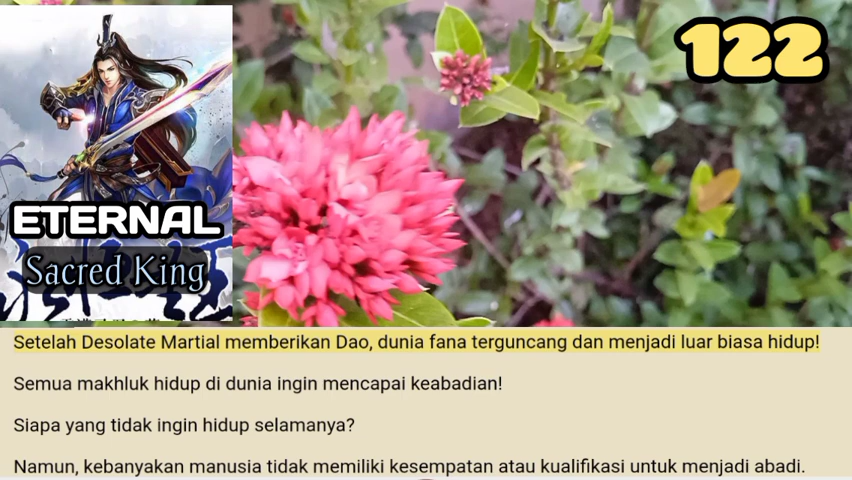 122
ETERNAL
Sacred King
Setelah Desolate Martial memberikan Dao, dunia fana terguncang dan menjadi luar biasa hidup!
Semua makhluk hidup di dunia ingin mencapai keabadian!
Siapa yang tidak ingin hidup selamanya?
Namun, kebanyakan manusia tidak memiliki kesempatan atau kualifikasi untuk menjadi abadi.